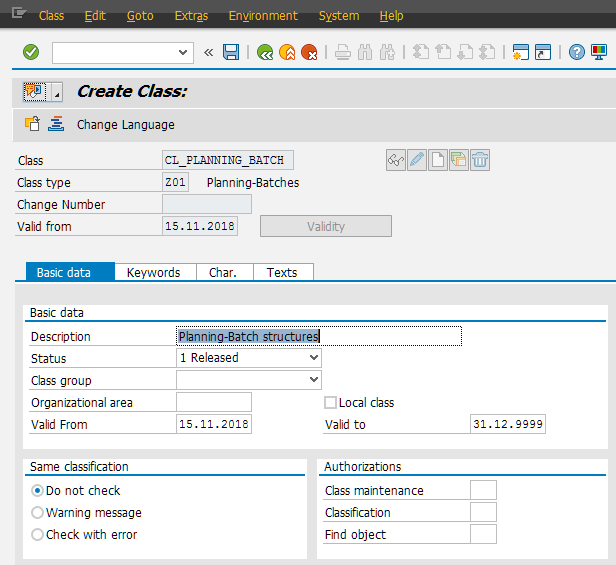 Class Edit Goto Extras Environment System Help
«
Create Class:
Change Language
Class CL_PLANNING_BATCH
Class type Z01 Planning-Batches
Change Number
Valid from 15.11.2018 Validity
Basic data Keywords Char. Texts
Basic data
Description Planning-Batch structures
Status 1 Released
Class group
Organizational area Local class
Valid From 15.11.2018 Valid to 31.12.9999
Same classification Authorizations
Do not check Class maintenance
Warning message Classification
Check with error Find object